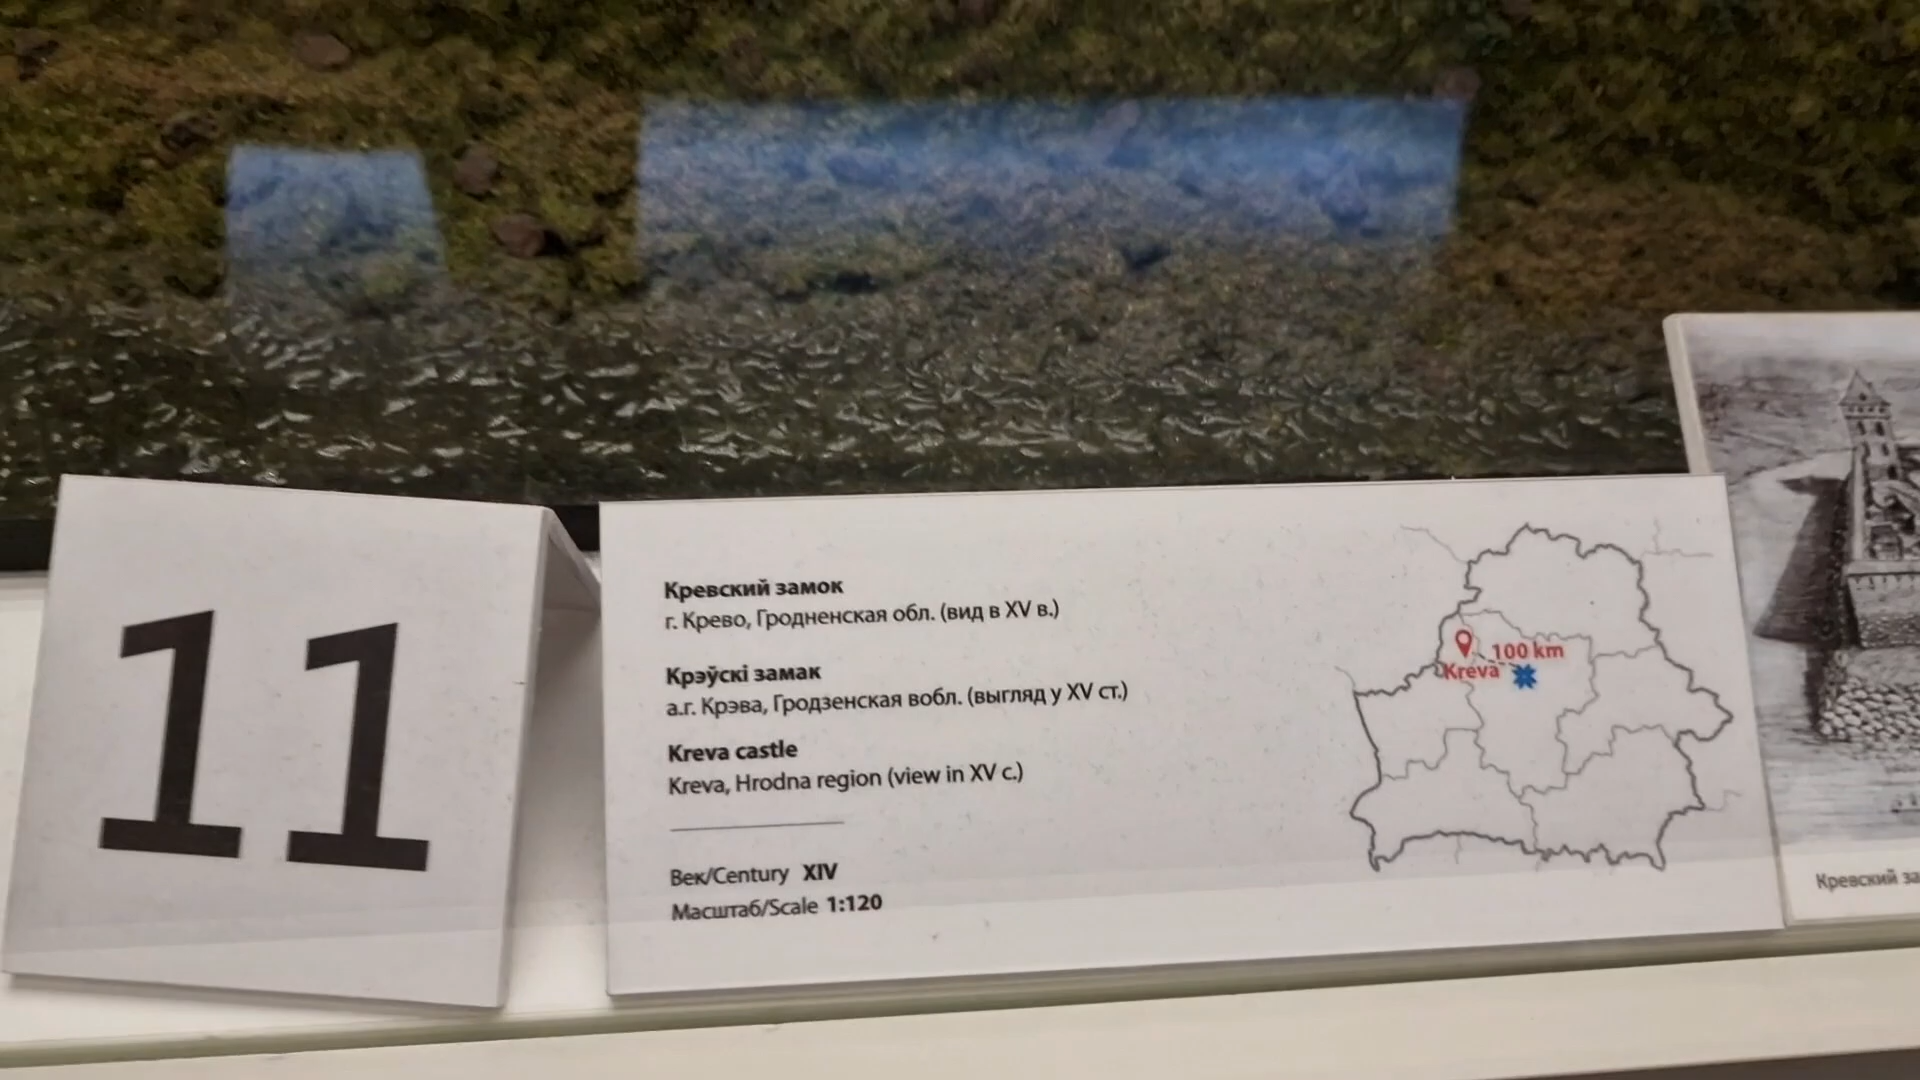 11
Кревский замок
г. Крево, Гродненская обл. (вид в XV в.)
Крэўскі замак
а.г. Крэва, Гродзенская вобл. (выгляд у XV ст.)
Kreva castle
Kreva, Hrodna region (view in XV c.)
Век/Century XIV
Масштаб/Scale 1:120
100 km
Kreva
Кревский